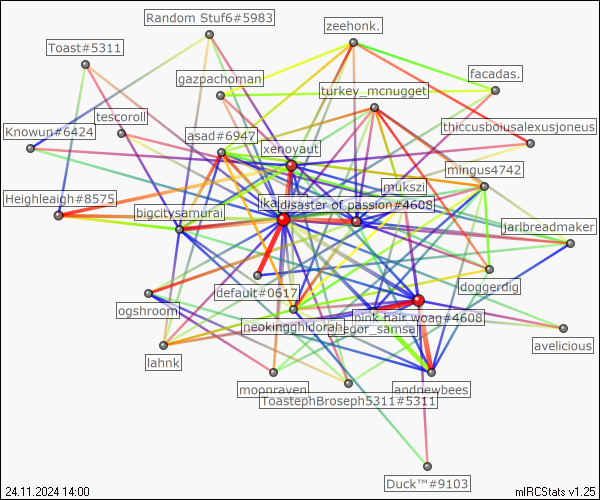 Random Stuf6#5983
zeehonk.
Toast#5311
gazpachoman
facadas.
turkey_mcnugget
tescoroll
thiccusboiusalexusjoneus
Knowun#6424
asad#6947
xenoyaut
mingus4742
mukszi
Heighleaigh#8575
ika
disaster of passion#4608
bigcitysamurai
jarlbreadmaker
default#0617
doggerdig
ogshroom
pink hair woag#4608
neokingghidorah
gregor_samsa
avelicious
lahnk
moonraven
andnewbees
ToastephBroseph5311#5311
Duck™#9103
24.11.2024 14:00
mIRCStats v1.25